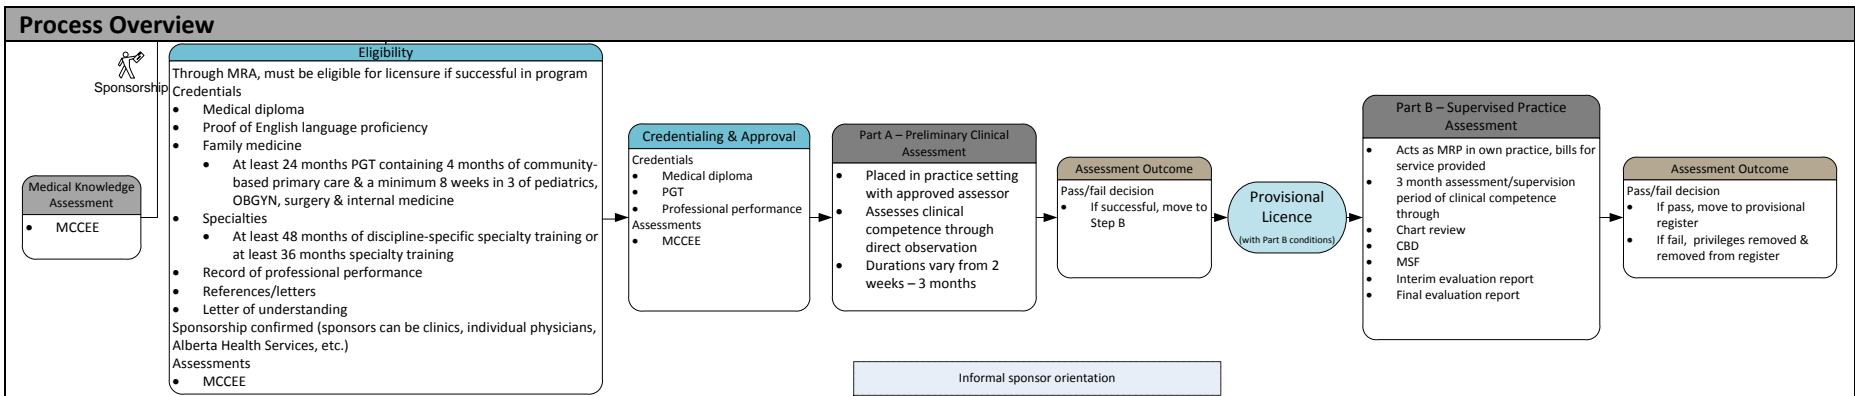 Process Overview
Sponsorship
Medical Knowledge
Assessment
• MCCEE
Eligibility
Through MRA, must be eligible for licensure if successful in program
Credentials
• Medical diploma
• Proof of English language proficiency
• Family medicine
• At least 24 months PGT containing 4 months of community-
based primary care & a minimum 8 weeks in 3 of pediatrics,
OBGYN, surgery & internal medicine
• Specialties
• At least 48 months of discipline-specific specialty training or
at least 36 months specialty training
• Record of professional performance
• References/letters
• Letter of understanding
Sponsorship confirmed (sponsors can be clinics, individual physicians,
Alberta Health Services, etc.)
Assessments
• MCCEE
Credentialing & Approval
Credentials
• Medical diploma
• PGT
• Professional performance
Assessments
• MCCEE
Part A – Preliminary Clinical
Assessment
• Placed in practice setting
with approved assessor
• Assesses clinical
competence through
direct observation
• Durations vary from 2
weeks – 3 months
Assessment Outcome
Pass/fail decision
• If successful, move to
Step B
Provisional
Licence
(with Part B conditions)
Part B – Supervised Practice
Assessment
• Acts as MRP in own practice, bills for
service provided
• 3 month assessment/supervision
period of clinical competence
through
• Chart review
• CBD
• MSF
• Interim evaluation report
• Final evaluation report
Assessment Outcome
Pass/fail decision
• If pass, move to provisional
register
• If fail, privileges removed &
removed from register
Informal sponsor orientation